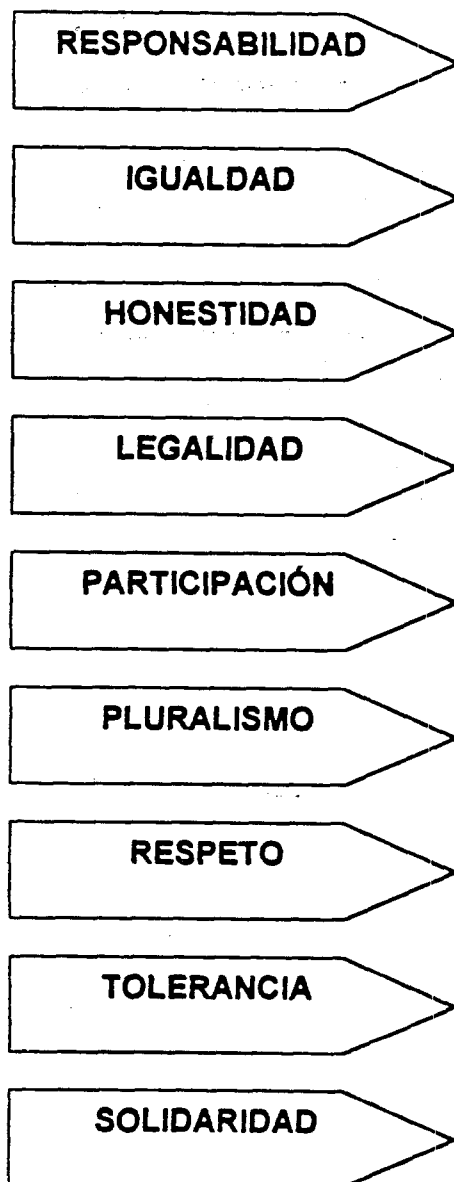 RESPONSABILIDAD
IGUALDAD
HONESTIDAD
LEGALIDAD
PARTICIPACIÓN
PLURALISMO
RESPETO
TOLERANCIA
SOLIDARIDAD